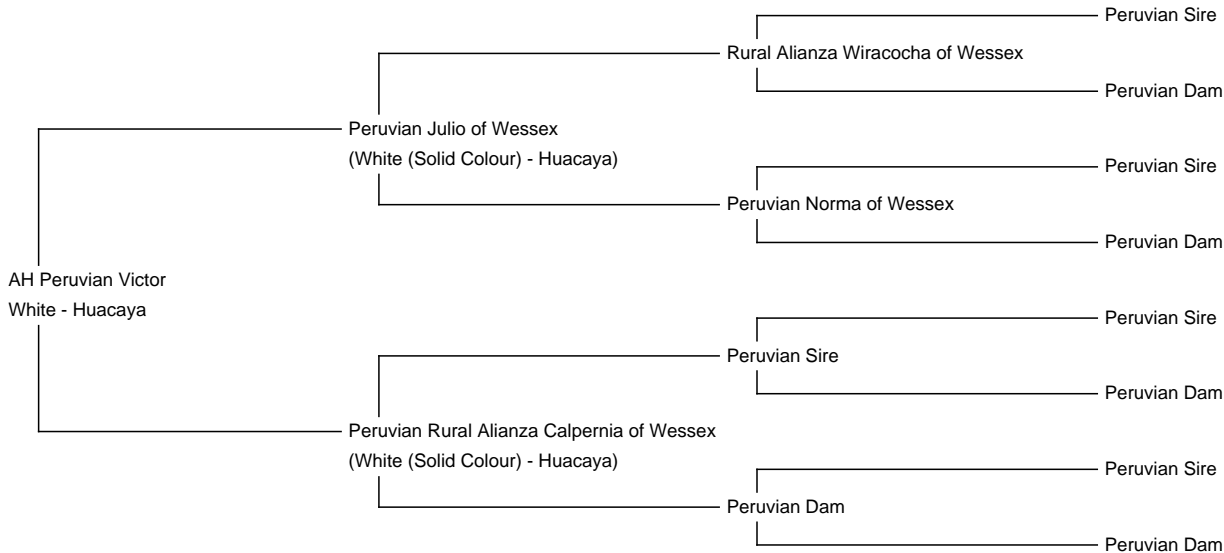 Peruvian Sire
Rural Alianza Wiracocha of Wessex
Peruvian Dam
Peruvian Julio of Wessex
(White (Solid Colour) - Huacaya)
Peruvian Sire
Peruvian Norma of Wessex
Peruvian Dam
AH Peruvian Victor
White - Huacaya
Peruvian Sire
Peruvian Sire
Peruvian Dam
Peruvian Rural Alianza Calpernia of Wessex
(White (Solid Colour) - Huacaya)
Peruvian Sire
Peruvian Dam
Peruvian Dam